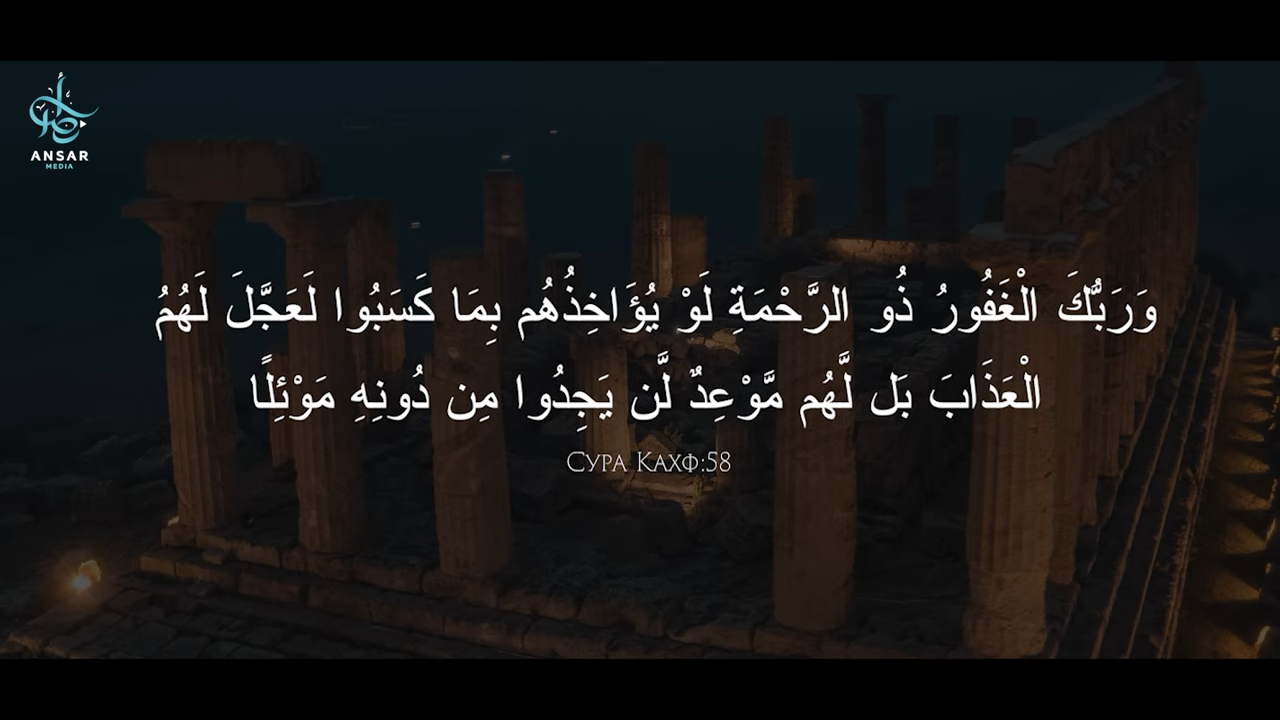 ANSAR
MEDIA
وَرَبُّكَ الْغَفُورُ ذُو الرَّحْمَةِ لَوْ يُؤَاخِذُهُم بِمَا كَسَبُوا لَعَجَّلَ لَهُمُ
الْعَذَابَ بَل لَّهُم مَّوْعِدٌ لَّن يَجِدُوا مِن دُونِهِ مَوْئِلًا
Сура Кахф:58